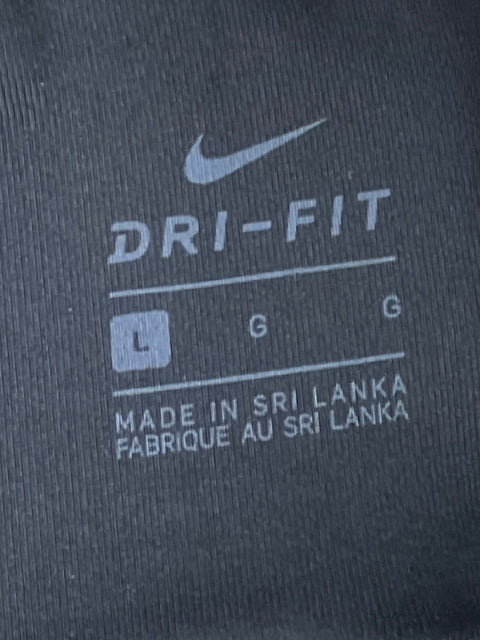 DRI-FIT
L G G
MADE IN SRI LANKA
FABRIQUE AU SRI LANKA